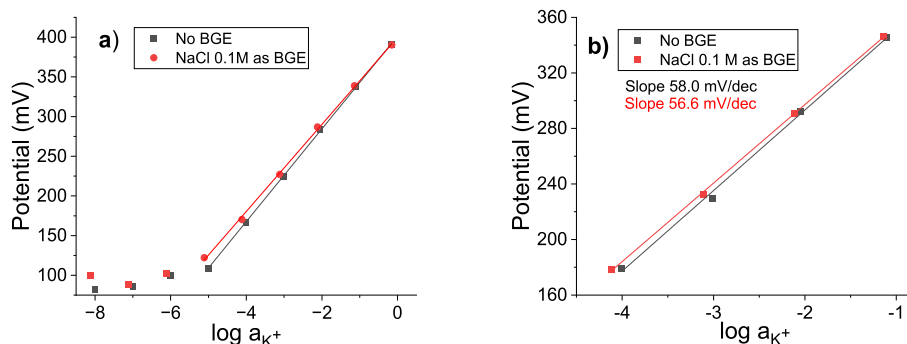 a)
No BGE
NaCl 0.1M as BGE
Potential (mV)
400
350
300
250
200
150
100
−8
−6
−4
−2
0
log aK+
b)
No BGE
NaCl 0.1 M as BGE
Slope 58.0 mV/dec
Slope 56.6 mV/dec
Potential (mV)
360
320
280
240
200
160
-4
-3
-2
-1
log aK+